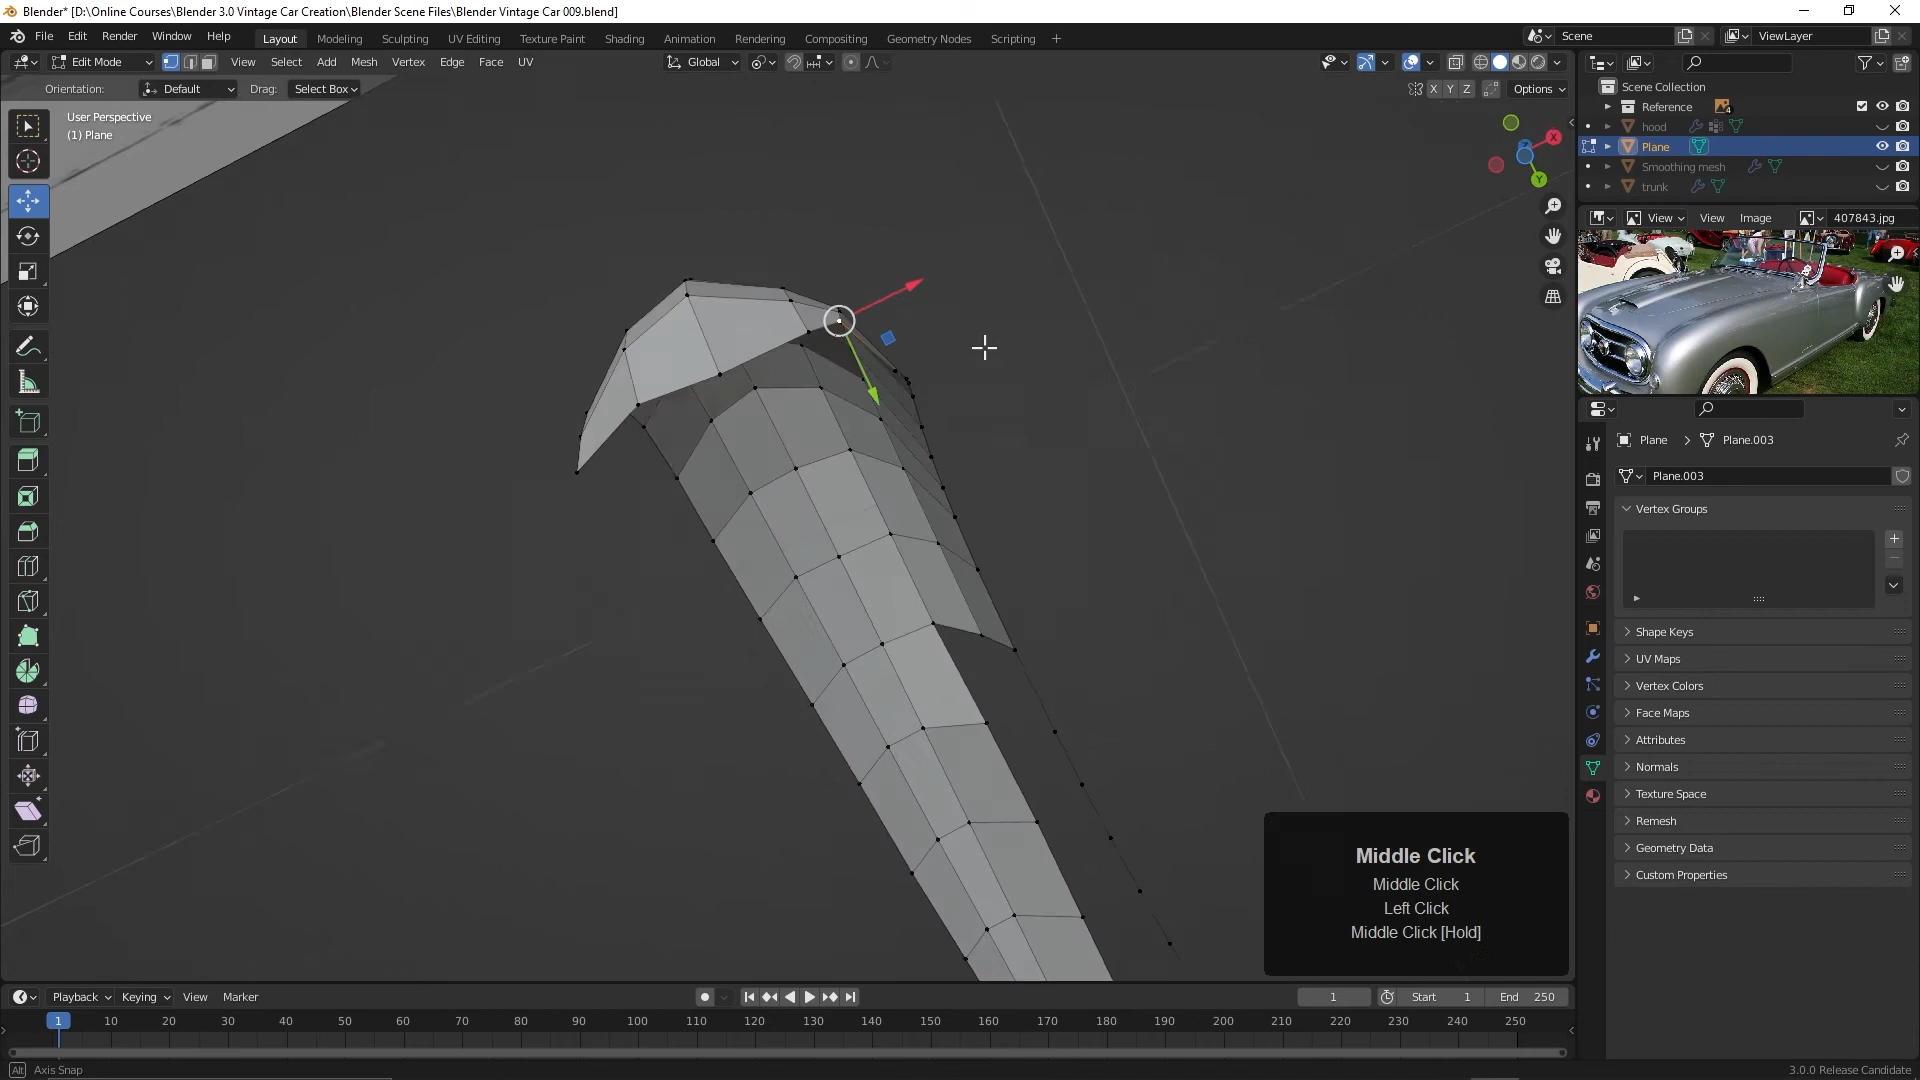 Blender* [D:\Online Courses\Blender 3.0 Vintage Car Creation\Blender Scene Files\Blender Vintage Car 009.blend]
File Edit Render Window Help Layout Modeling Sculpting UV Editing Texture Paint Shading Animation Rendering Compositing Geometry Nodes Scripting + Scene ViewLayer
Edit Mode View Select Add Mesh Vertex Edge Face UV Global
Orientation: Default Drag: Select Box X Y Z Options
User Perspective
(1) Plane
X
Y
Scene Collection
Reference 4
hood
Plane
Smoothing mesh
trunk
View View Image 407843.jpg
Plane > Plane.003
Plane.003
Vertex Groups
Shape Keys
UV Maps
Vertex Colors
Face Maps
Attributes
Normals
Texture Space
Remesh
Geometry Data
Custom Properties
Middle Click
Middle Click
Left Click
Middle Click [Hold]
Playback Keying View Marker 1 Start 1 End 250
1 10 20 30 40 50 60 70 80 90 100 110 120 130 140 150 160 170 180 190 200 210 220 230 240 250
Alt Axis Snap 3.0.0 Release Candidate